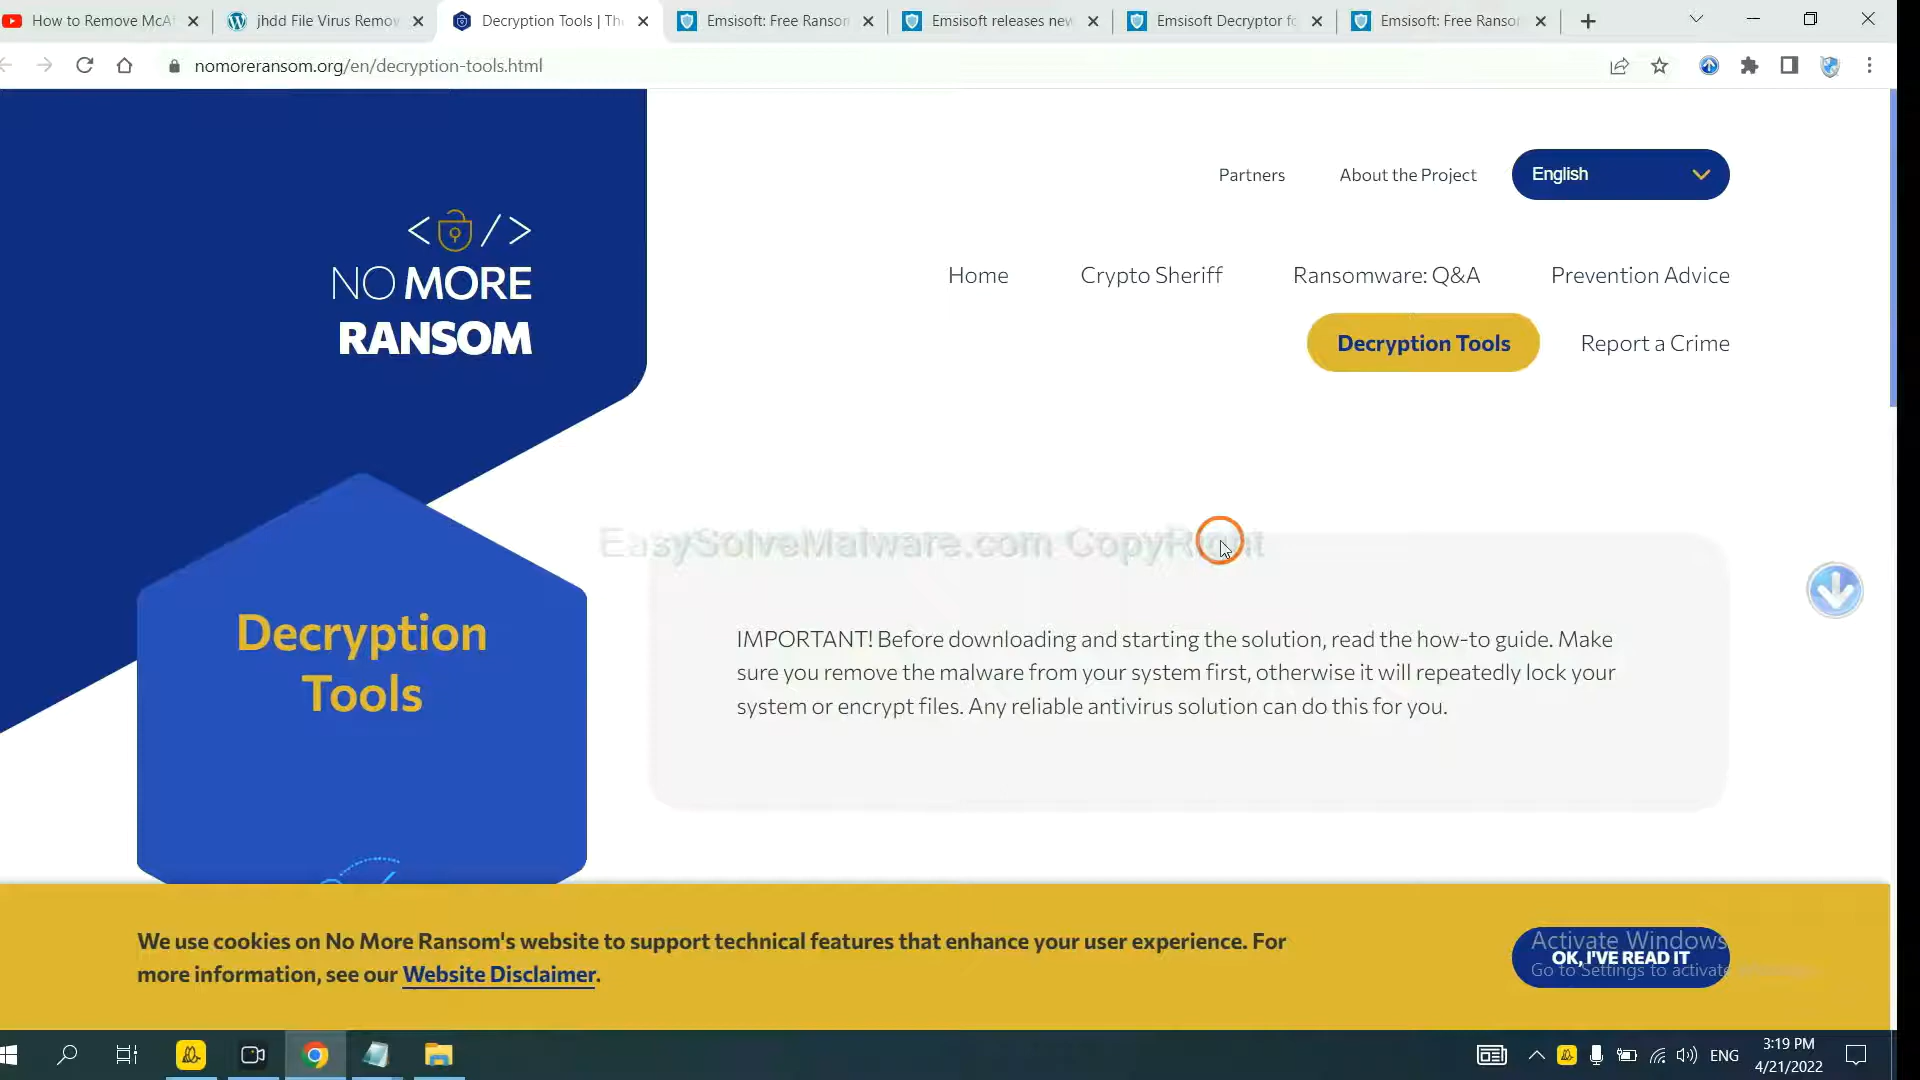 How to Remove McAf
jhdd File Virus Remov
Decryption Tools | The
Emsisoft: Free Ranson
Emsisoft releases new
Emsisoft Decryptor fo
Emsisoft: Free Ranson
nomoreransom.org/en/decryption-tools.html
Partners
About the Project
English
NO MORE
RANSOM
Home
Crypto Sheriff
Ransomware: Q&A
Prevention Advice
Decryption Tools
Report a Crime
EasySolveMalware.com CopyRight
Decryption
Tools
IMPORTANT! Before downloading and starting the solution, read the how-to guide. Make
sure you remove the malware from your system first, otherwise it will repeatedly lock your
system or encrypt files. Any reliable antivirus solution can do this for you.
We use cookies on No More Ransom's website to support technical features that enhance your user experience. For
more information, see our Website Disclaimer.
Activate Windows
OK, I'VE READ IT
Go to Settings to activate
ENG
3:19 PM
4/21/2022